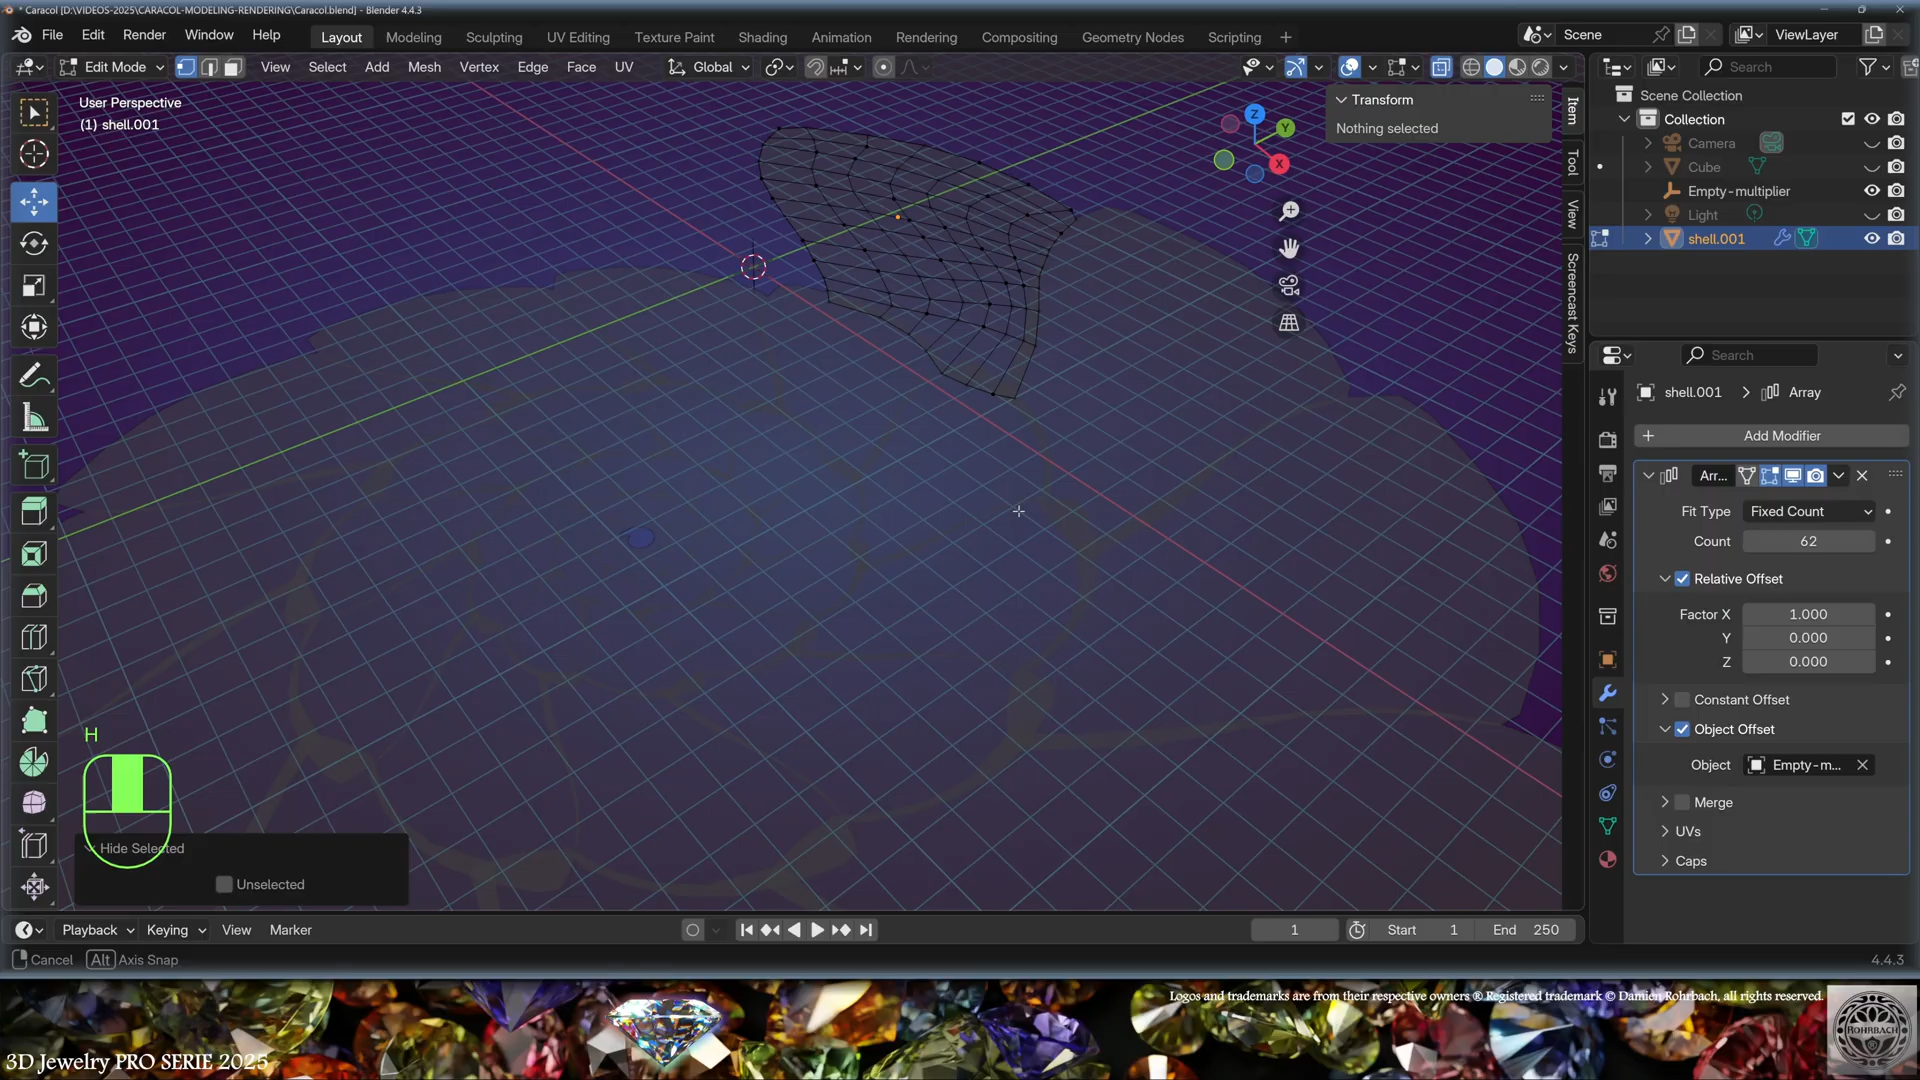 * Caracol [D:\VIDEOS-2025\CARACOL-MODELING-RENDERING\Caracol.blend] - Blender 4.4.3
File Edit Render Window Help Layout Modeling Sculpting UV Editing Texture Paint Shading Animation Rendering Compositing Geometry Nodes Scripting + Scene ViewLayer
Edit Mode View Select Add Mesh Vertex Edge Face UV Global Search
User Perspective
(1) shell.001
Transform
Nothing selected
Z
Y
X
Item
Tool
View
Screencast Keys
Scene Collection
Collection
Camera
Cube
Empty-multiplier
Light
shell.001
Search
shell.001 > Array
+ Add Modifier
Arr...
Fit Type Fixed Count
Count 62
Relative Offset
Factor X 1.000
Y 0.000
Z 0.000
Constant Offset
Object Offset
Object Empty-m...
Merge
UVs
Caps
H
Hide Selected
Unselected
Playback Keying View Marker 1 Start 1 End 250
Cancel Alt Axis Snap 4.4.3
Logos and trademarks are from their respective owners ® Registered trademark © Damien Rohrbach, all rights reserved.
ROHRBACH
3D Jewelry PRO SERIE 2025